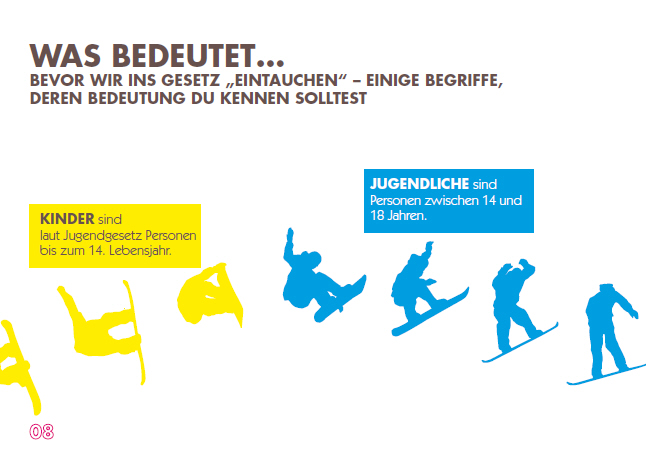 WAS BEDEUTET...
BEVOR WIR INS GESETZ „EINTAUCHEN“ – EINIGE BEGRIFFE,
DEREN BEDEUTUNG DU KENNEN SOLLTEST
JUGENDLICHE sind
Personen zwischen 14 und
18 Jahren.
KINDER sind
laut Jugendgesetz Personen
bis zum 14. Lebensjahr.
08